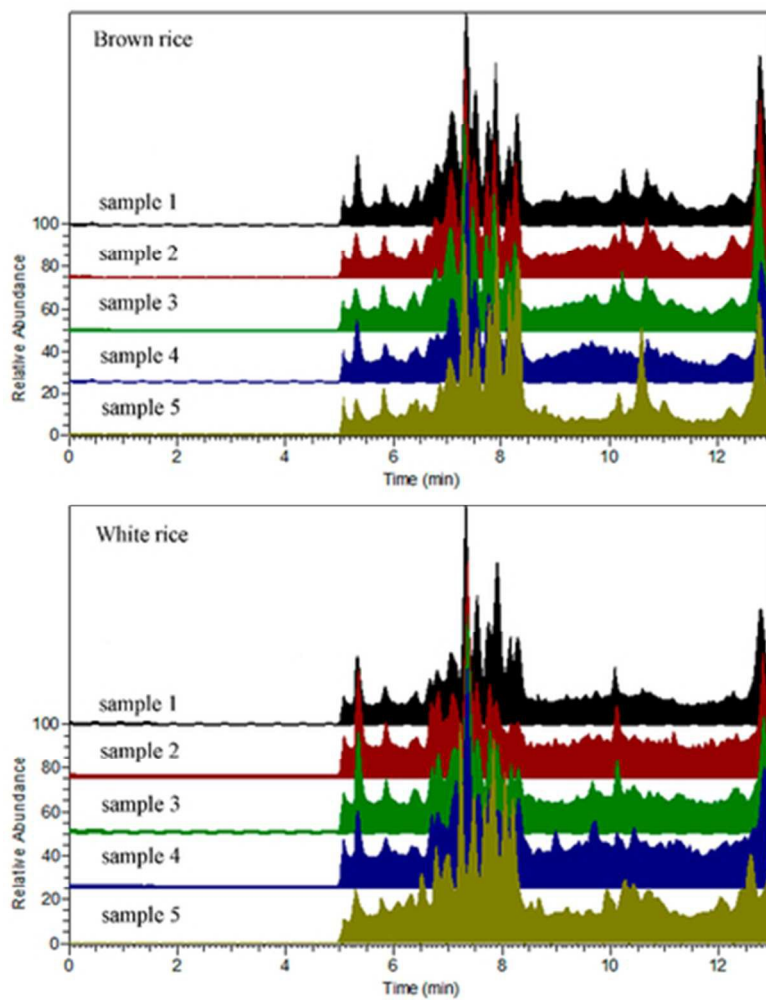 Brown rice
sample 1
100
sample 2
80
sample 3
60
sample 4
40
20
sample 5
0
Relative Abundance
0 2 4 6 8 10 12
Time (min)
White rice
sample 1
100
sample 2
80
sample 3
60
sample 4
40
20
sample 5
0
Relative Abundance
0 2 4 6 8 10 12
Time (min)